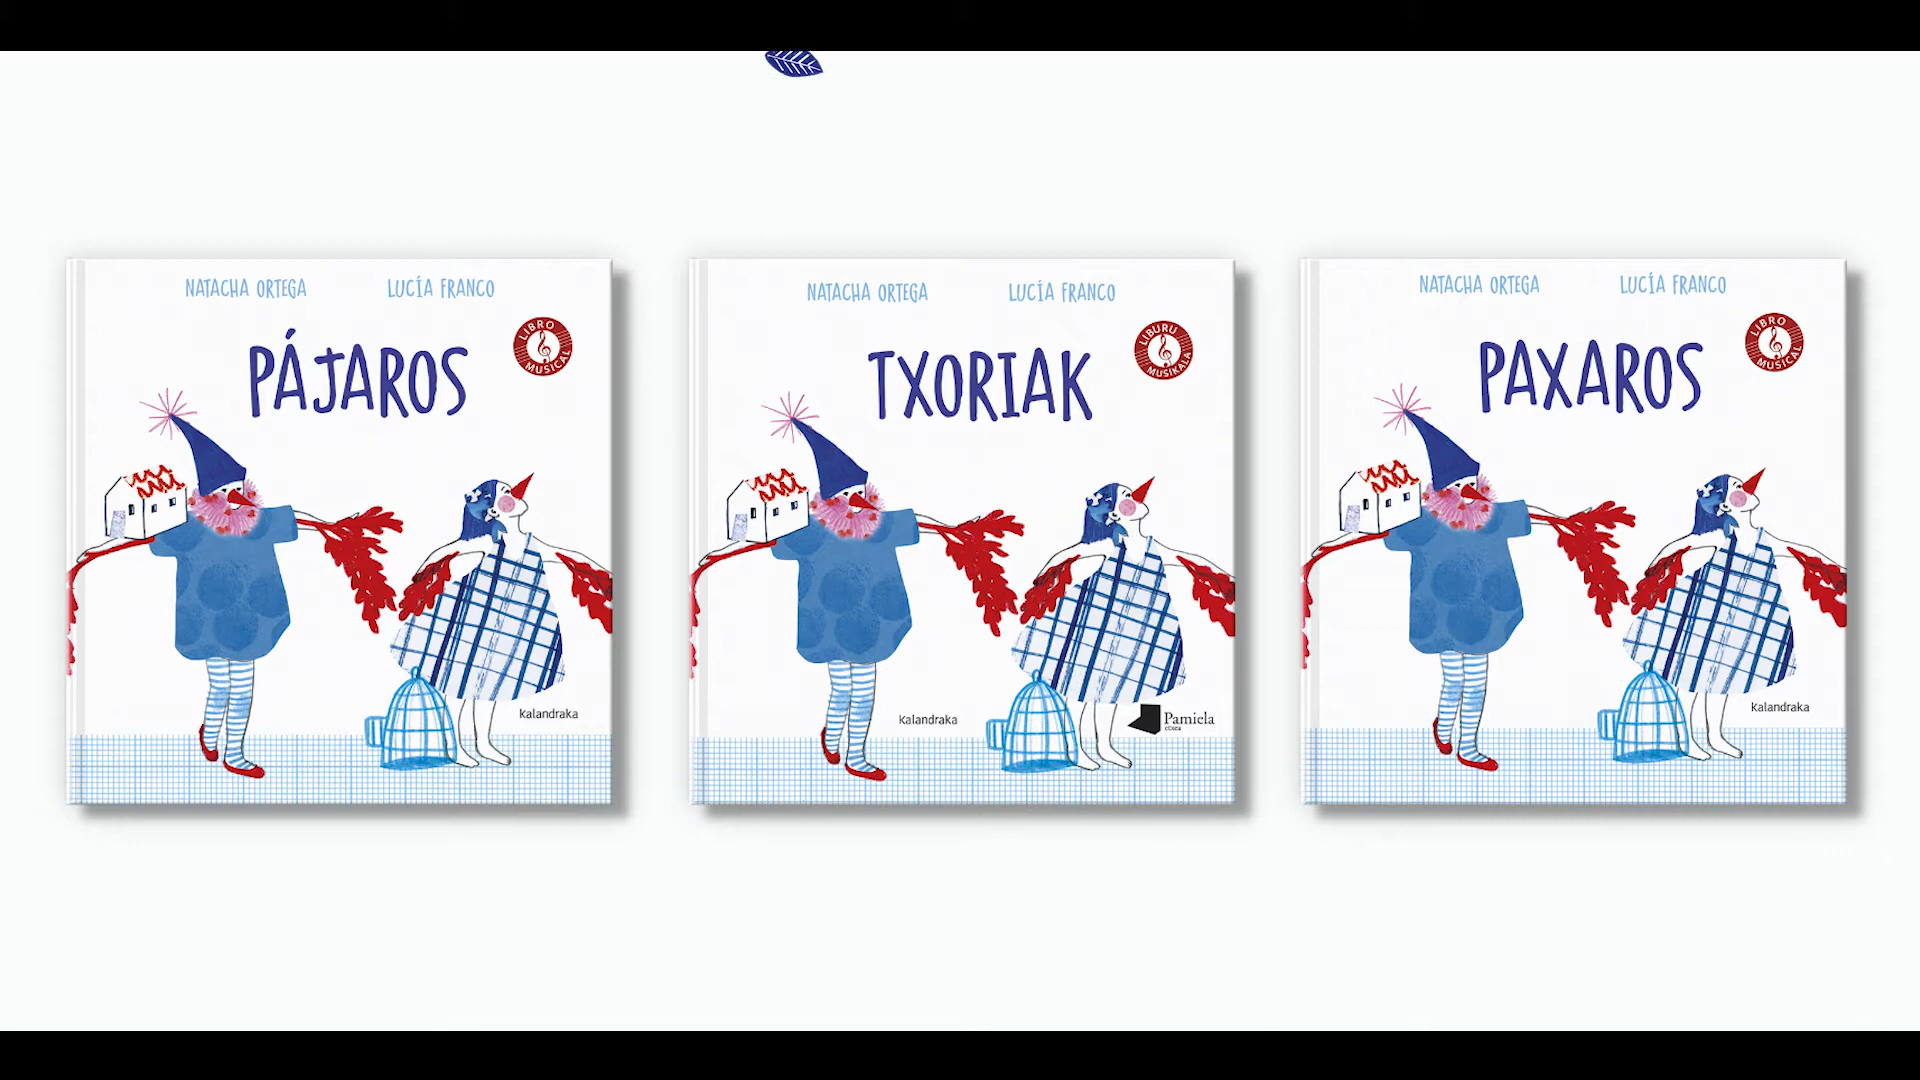 NATACHA ORTEGA LUCÍA FRANCO
PÁJAROS
LIBRO MUSICAL
Kalandraka
NATACHA ORTEGA LUCÍA FRANCO
TXORIAK
LIBURU MUSIKALA
Kalandraka
Pamiela
etxea
NATACHA ORTEGA LUCÍA FRANCO
PAXAROS
LIBRO MUSICAL
Kalandraka